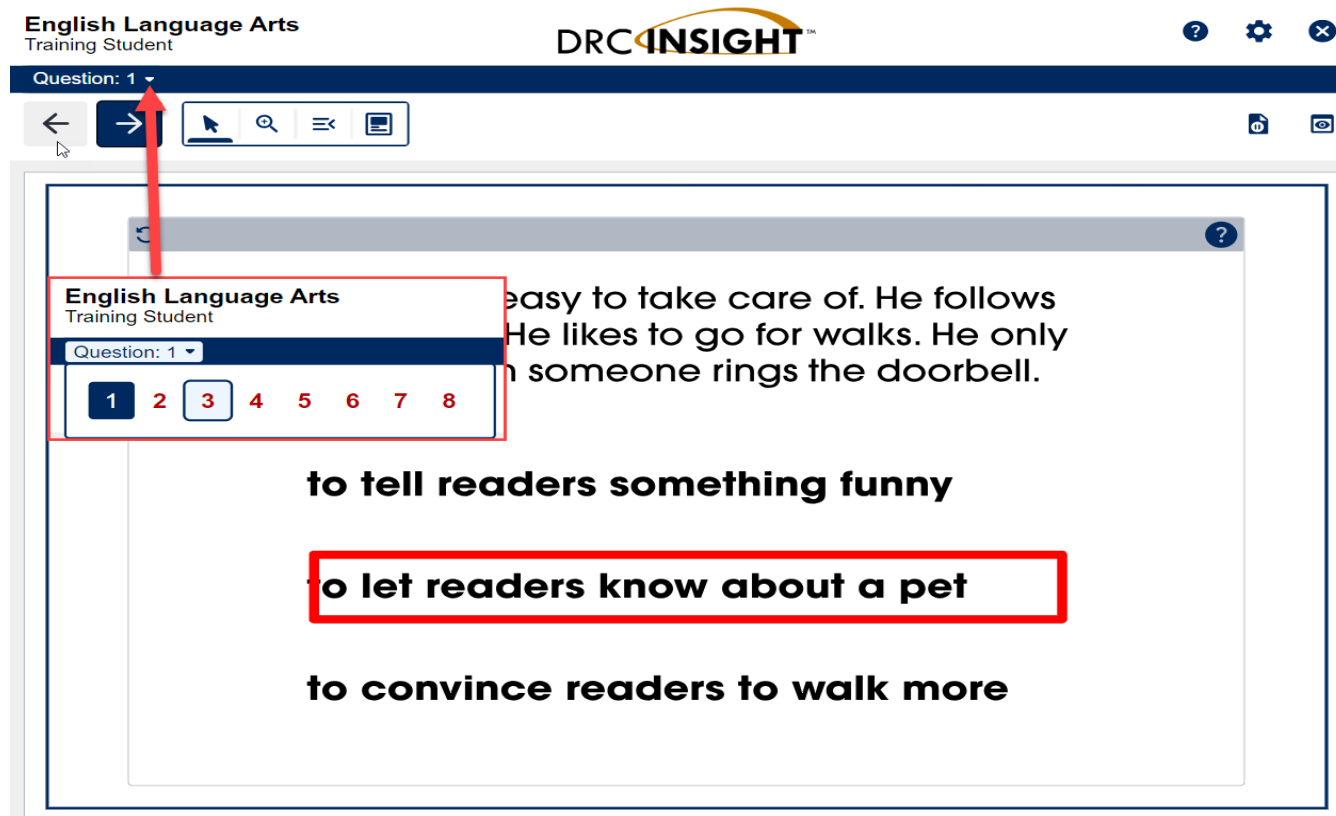 English Language Arts
Training Student
DRC INSIGHT™
Question: 1
easy to take care of. He follows
He likes to go for walks. He only
someone rings the doorbell.
English Language Arts
Training Student
Question: 1
1 2 3 4 5 6 7 8
to tell readers something funny
to let readers know about a pet
to convince readers to walk more